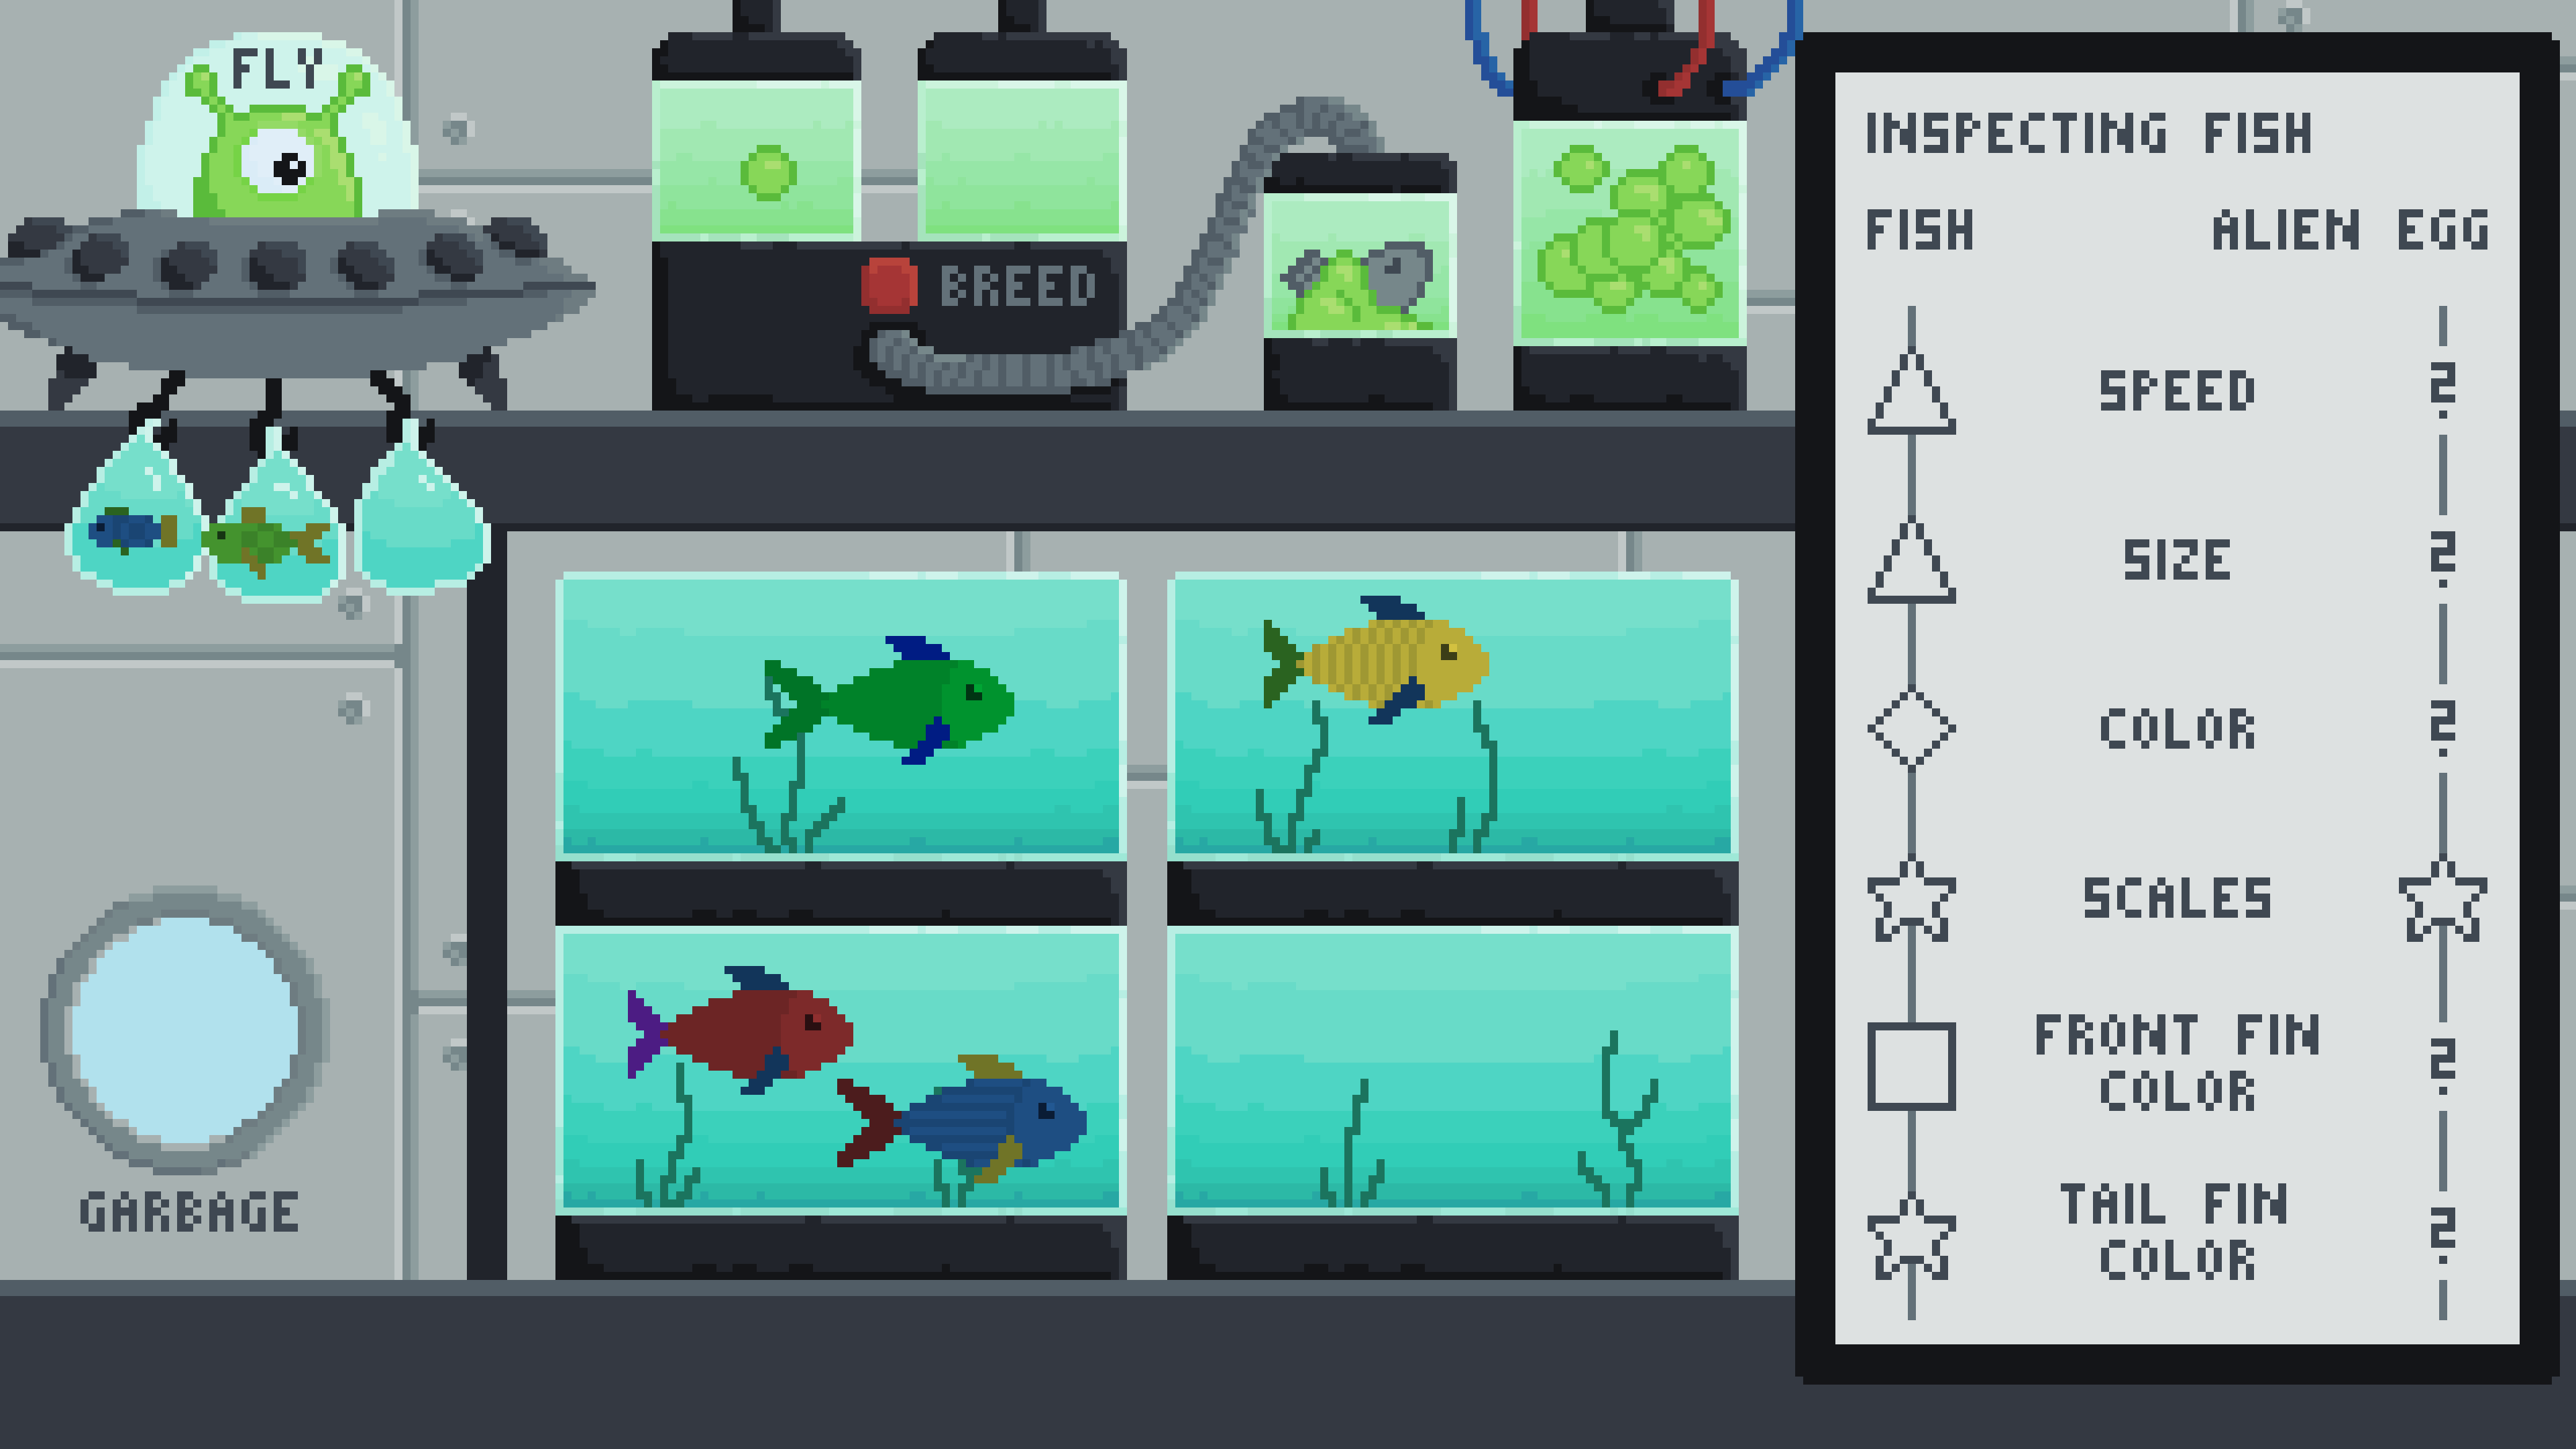 FLY
BREED
GARBAGE
INSPECTING FISH
FISH ALIEN EGG
SPEED ?
SIZE ?
COLOR ?
SCALES
FRONT FIN
COLOR ?
TAIL FIN
COLOR ?